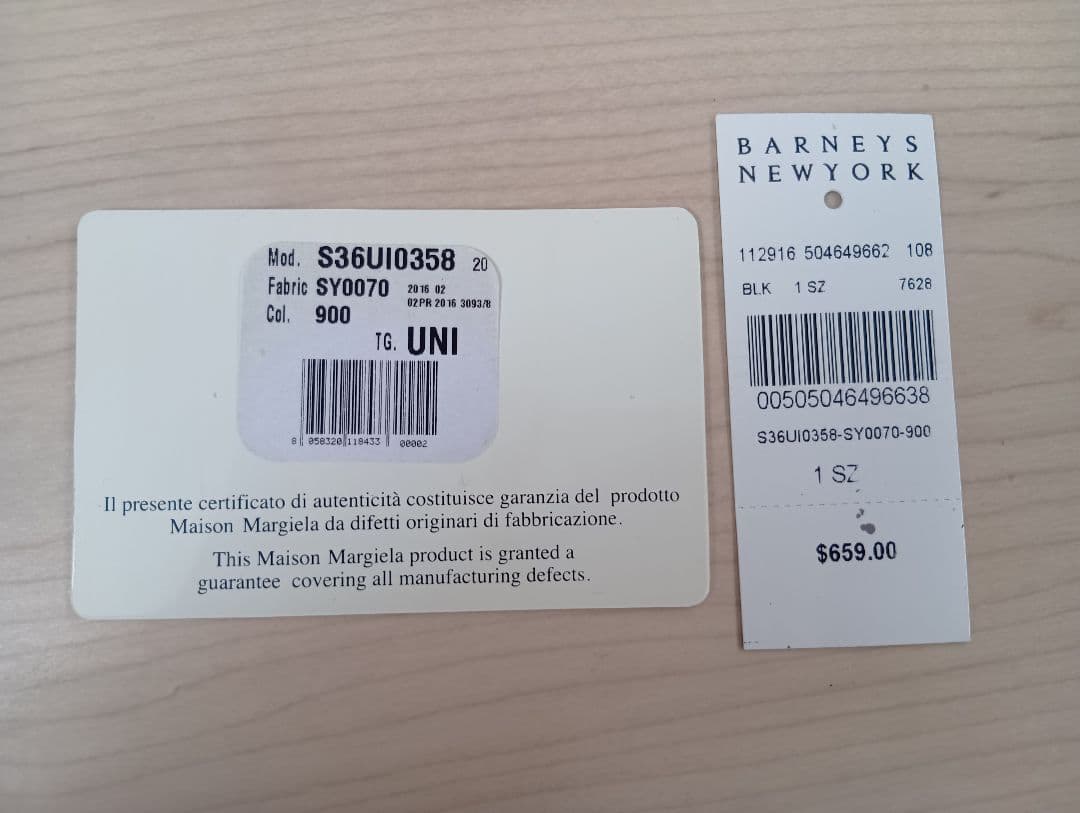 Mod. S36UI0358 20
Fabric SY0070 2016 02
02PR 2016 3093/8
Col. 900
TG. UNI
8 058320 118433 00002
Il presente certificato di autenticità costituisce garanzia del prodotto
Maison Margiela da difetti originari di fabbricazione.
This Maison Margiela product is granted a
guarantee covering all manufacturing defects.
BARNEYS
NEWYORK
112916 504649662 108
BLK 1 SZ 7628
00505046496638
S36UI0358-SY0070-900
1 SZ
$659.00